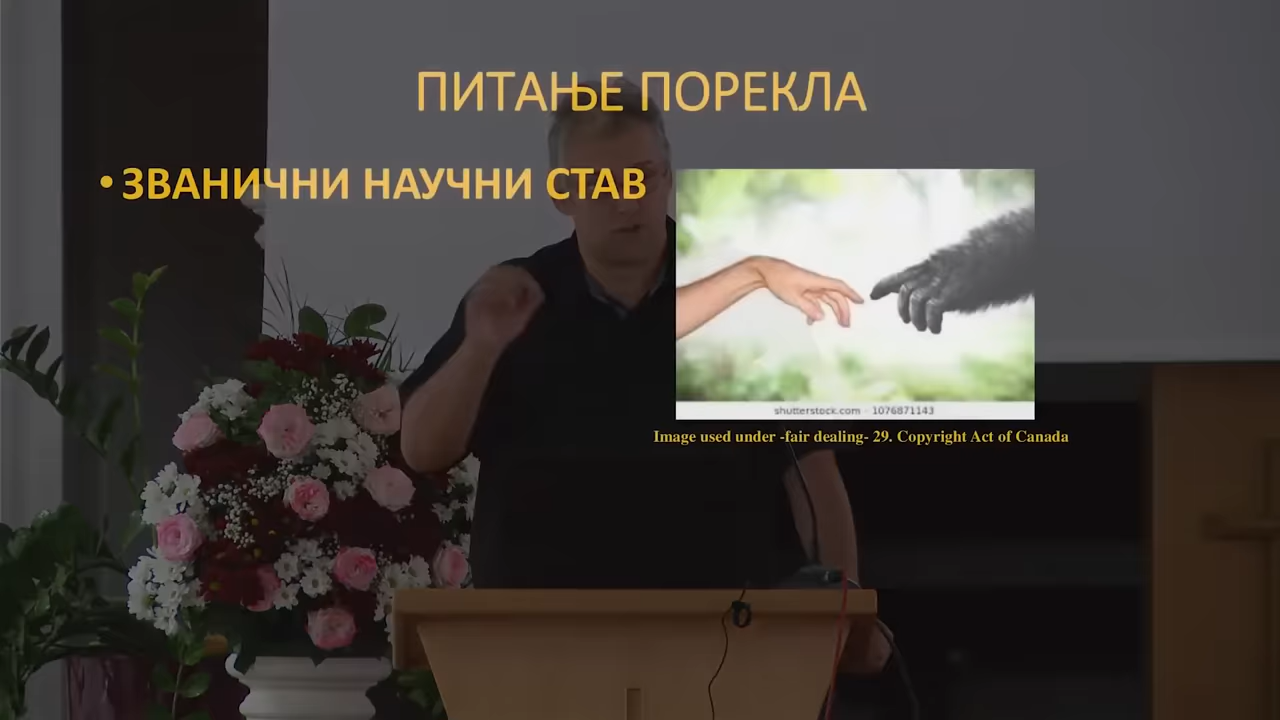 ПИТАЊЕ ПОРЕКЛА
• ЗВАНИЧНИ НАУЧНИ СТАВ
shutterstock.com · 1076871143
Image used under -fair dealing- 29. Copyright Act of Canada